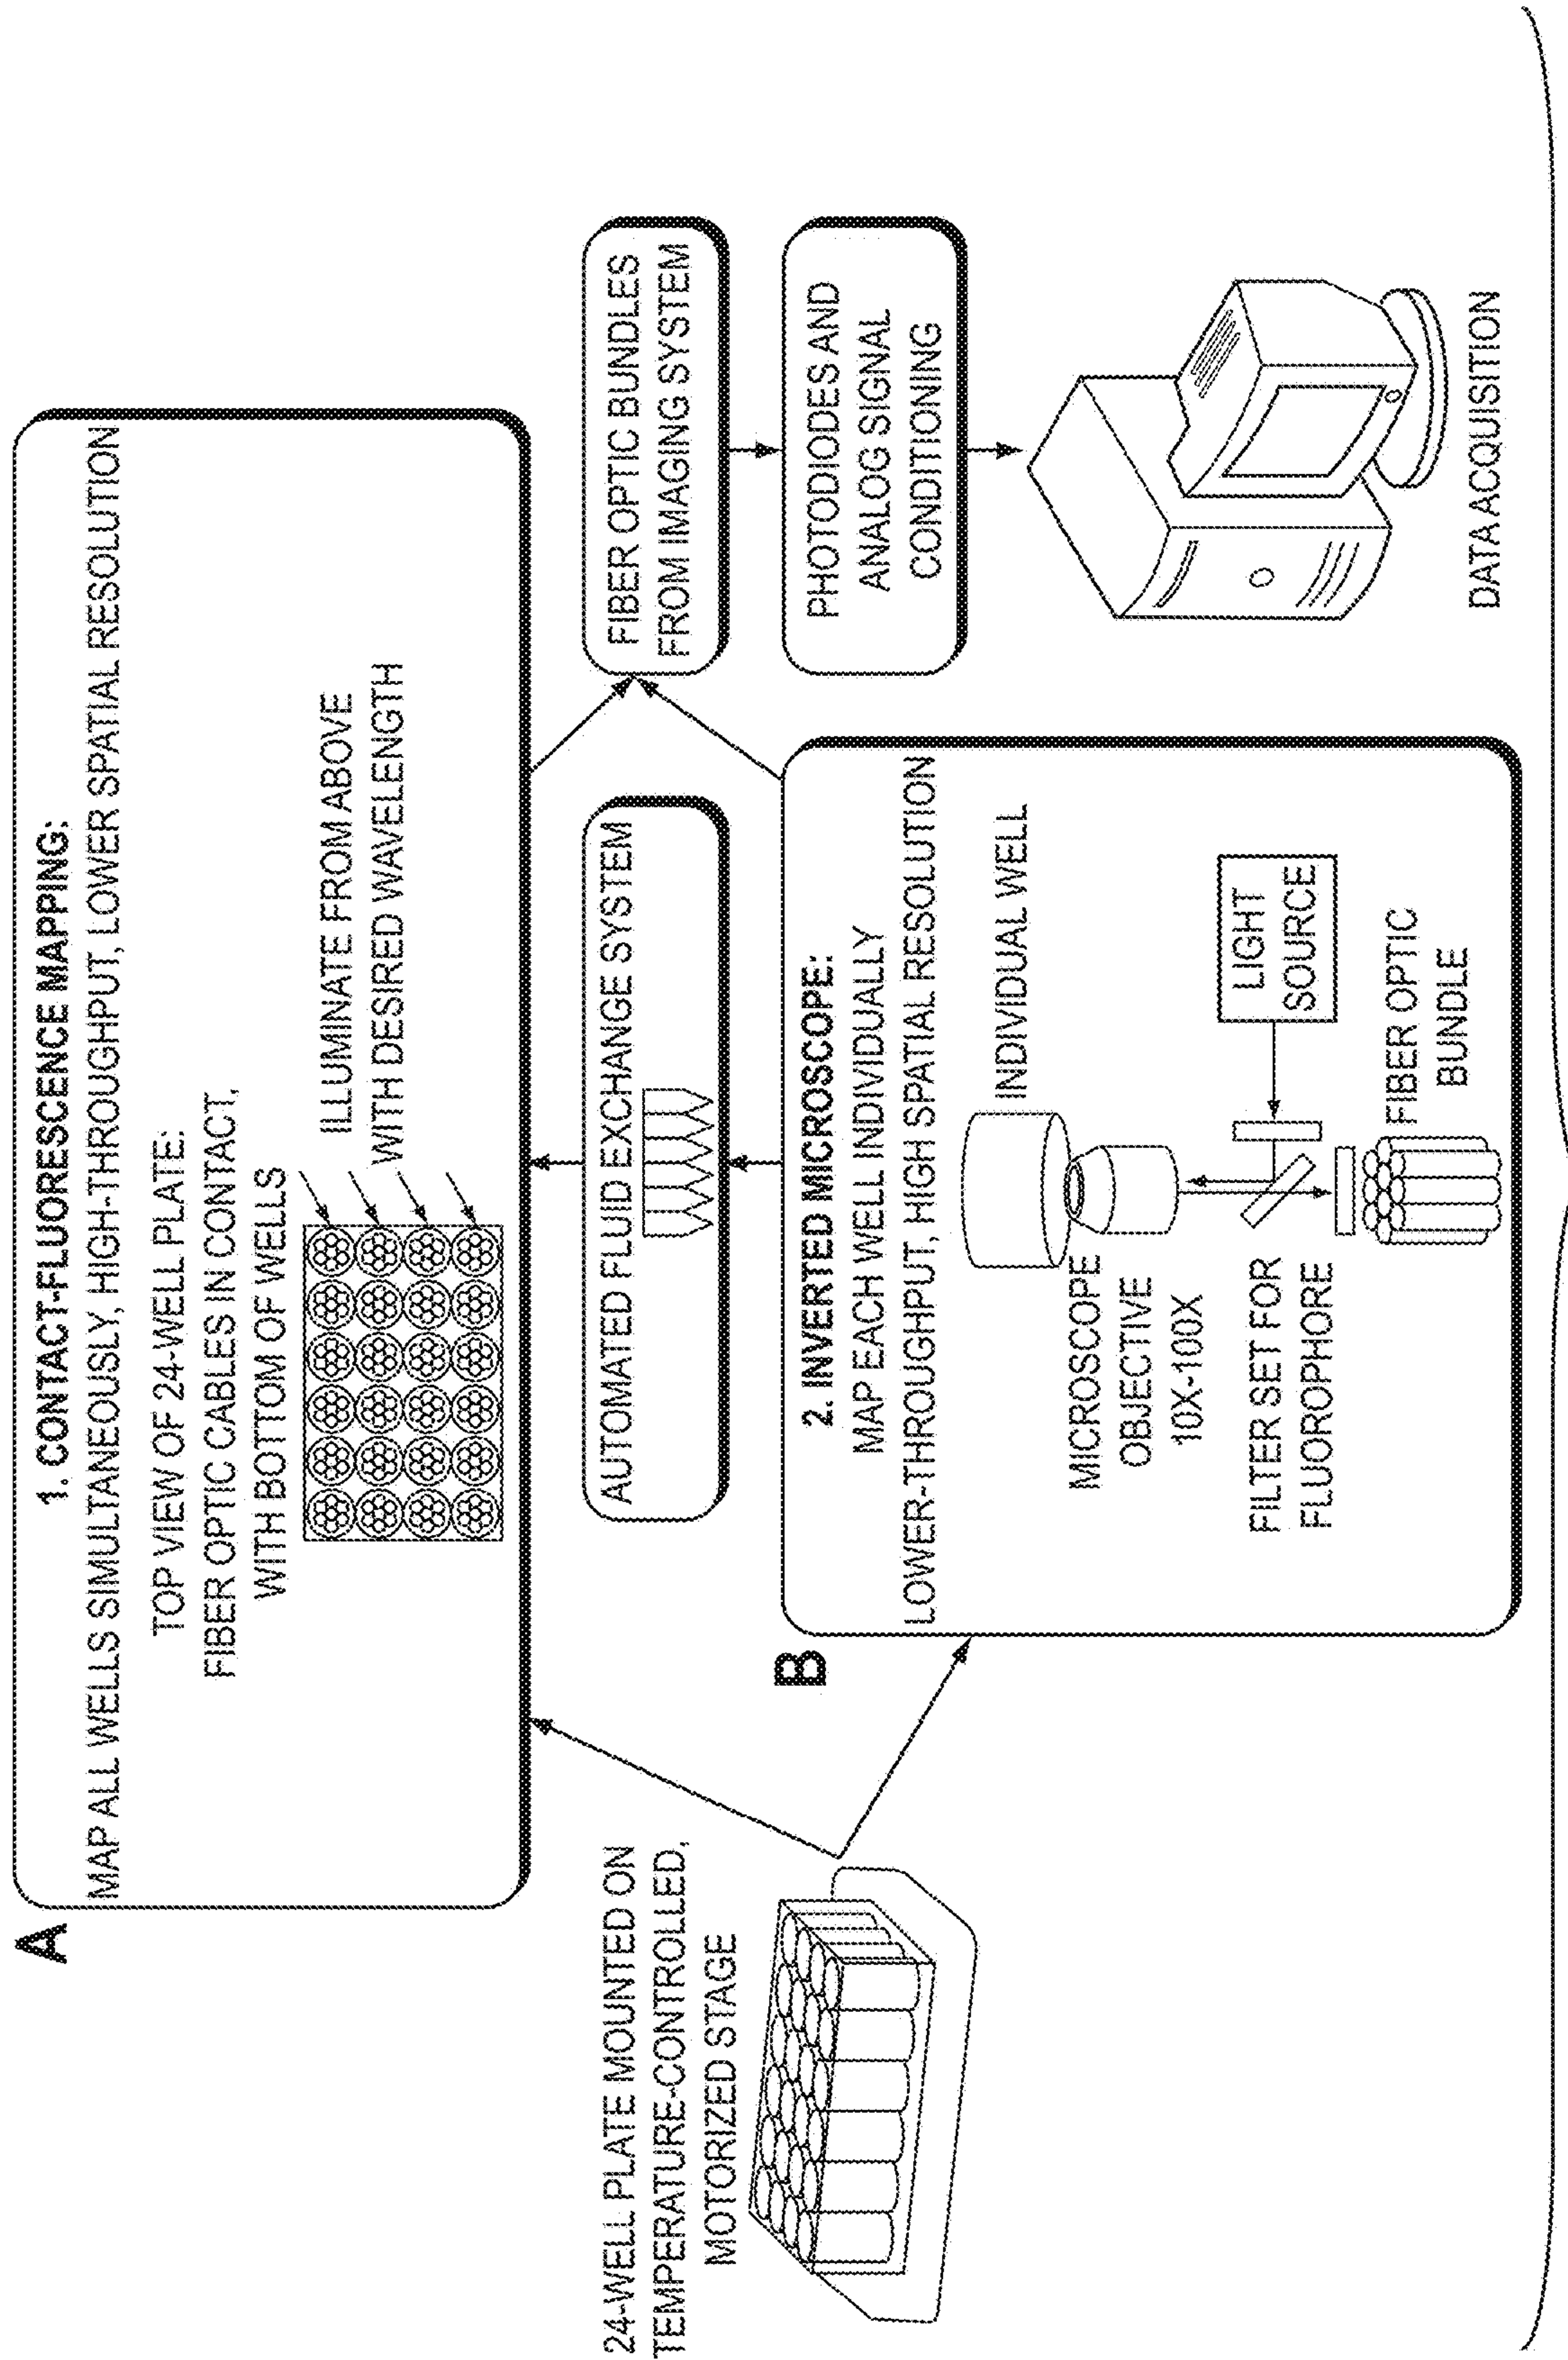 A
1. CONTACT-FLUORESCENCE MAPPING:
MAP ALL WELLS SIMULTANEOUSLY, HIGH-THROUGHPUT, LOWER SPATIAL RESOLUTION
TOP VIEW OF 24-WELL PLATE:
FIBER OPTIC CABLES IN CONTACT,
WITH BOTTOM OF WELLS
ILLUMINATE FROM ABOVE
WITH DESIRED WAVELENGTH
24-WELL PLATE MOUNTED ON
TEMPERATURE-CONTROLLED,
MOTORIZED STAGE
AUTOMATED FLUID EXCHANGE SYSTEM
FIBER OPTIC BUNDLES
FROM IMAGING SYSTEM
PHOTODIODES AND
ANALOG SIGNAL
CONDITIONING
DATA ACQUISITION
B
2. INVERTED MICROSCOPE:
MAP EACH WELL INDIVIDUALLY
LOWER-THROUGHPUT, HIGH SPATIAL RESOLUTION
INDIVIDUAL WELL
MICROSCOPE
OBJECTIVE
10X-100X
LIGHT
SOURCE
FILTER SET FOR
FLUOROPHORE
FIBER OPTIC
BUNDLE